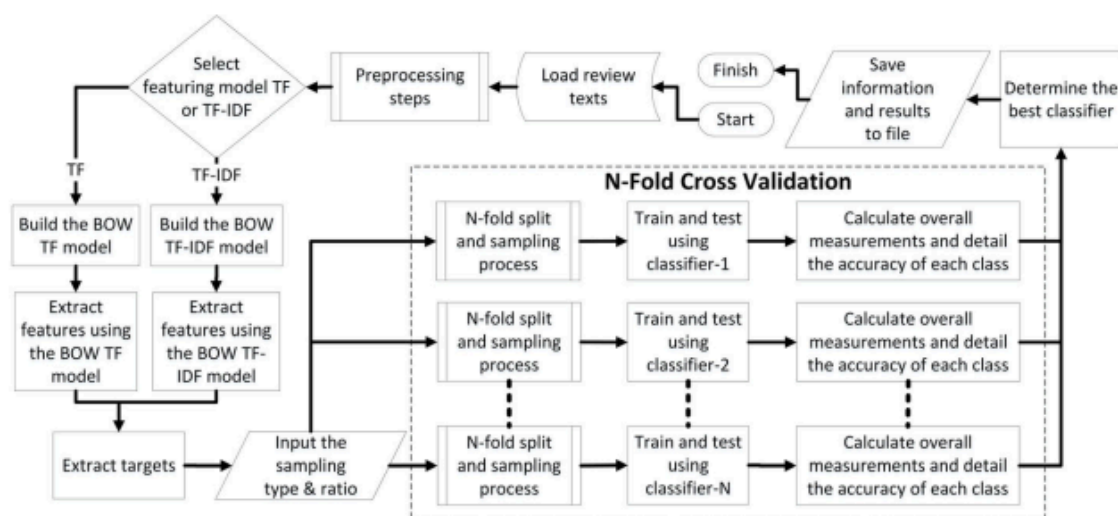 Start
Load review
texts
Preprocessing
steps
Select
featuring model TF
or TF-IDF
TF
TF-IDF
Build the BOW
TF model
Build the BOW
TF-IDF model
Extract
features using
the BOW TF
model
Extract
features using
the BOW TF-
IDF model
Extract targets
Input the
sampling
type & ratio
N-Fold Cross Validation
N-fold split
and sampling
process
Train and test
using
classifier-1
Calculate overall
measurements and detail
the accuracy of each class
N-fold split
and sampling
process
Train and test
using
classifier-2
Calculate overall
measurements and detail
the accuracy of each class
N-fold split
and sampling
process
Train and test
using
classifier-N
Calculate overall
measurements and detail
the accuracy of each class
Determine the
best classifier
Save
information
and results
to file
Finish